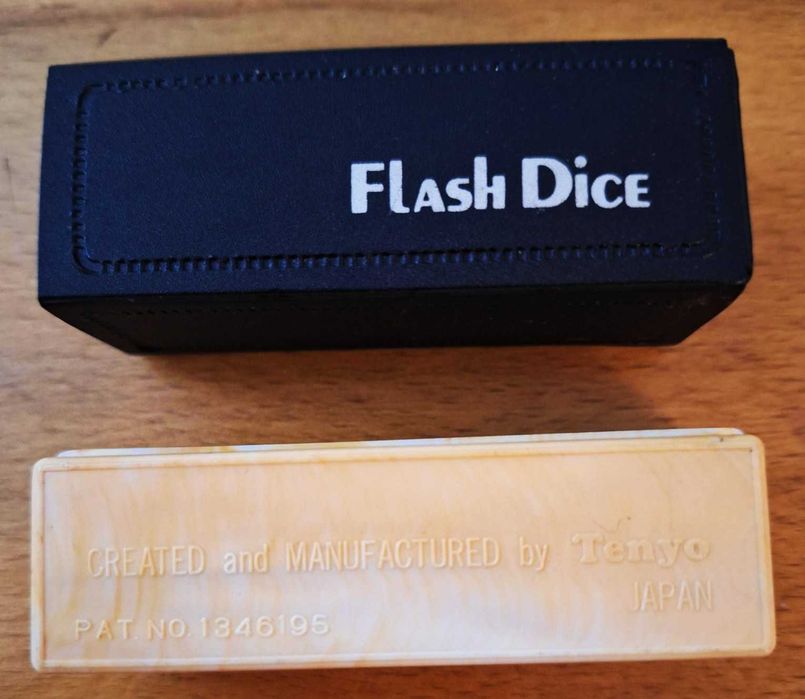 FLASh DiCE
CREATED and MANUFACTURED by Tenyo
JAPAN
PAT. NO. 1346195